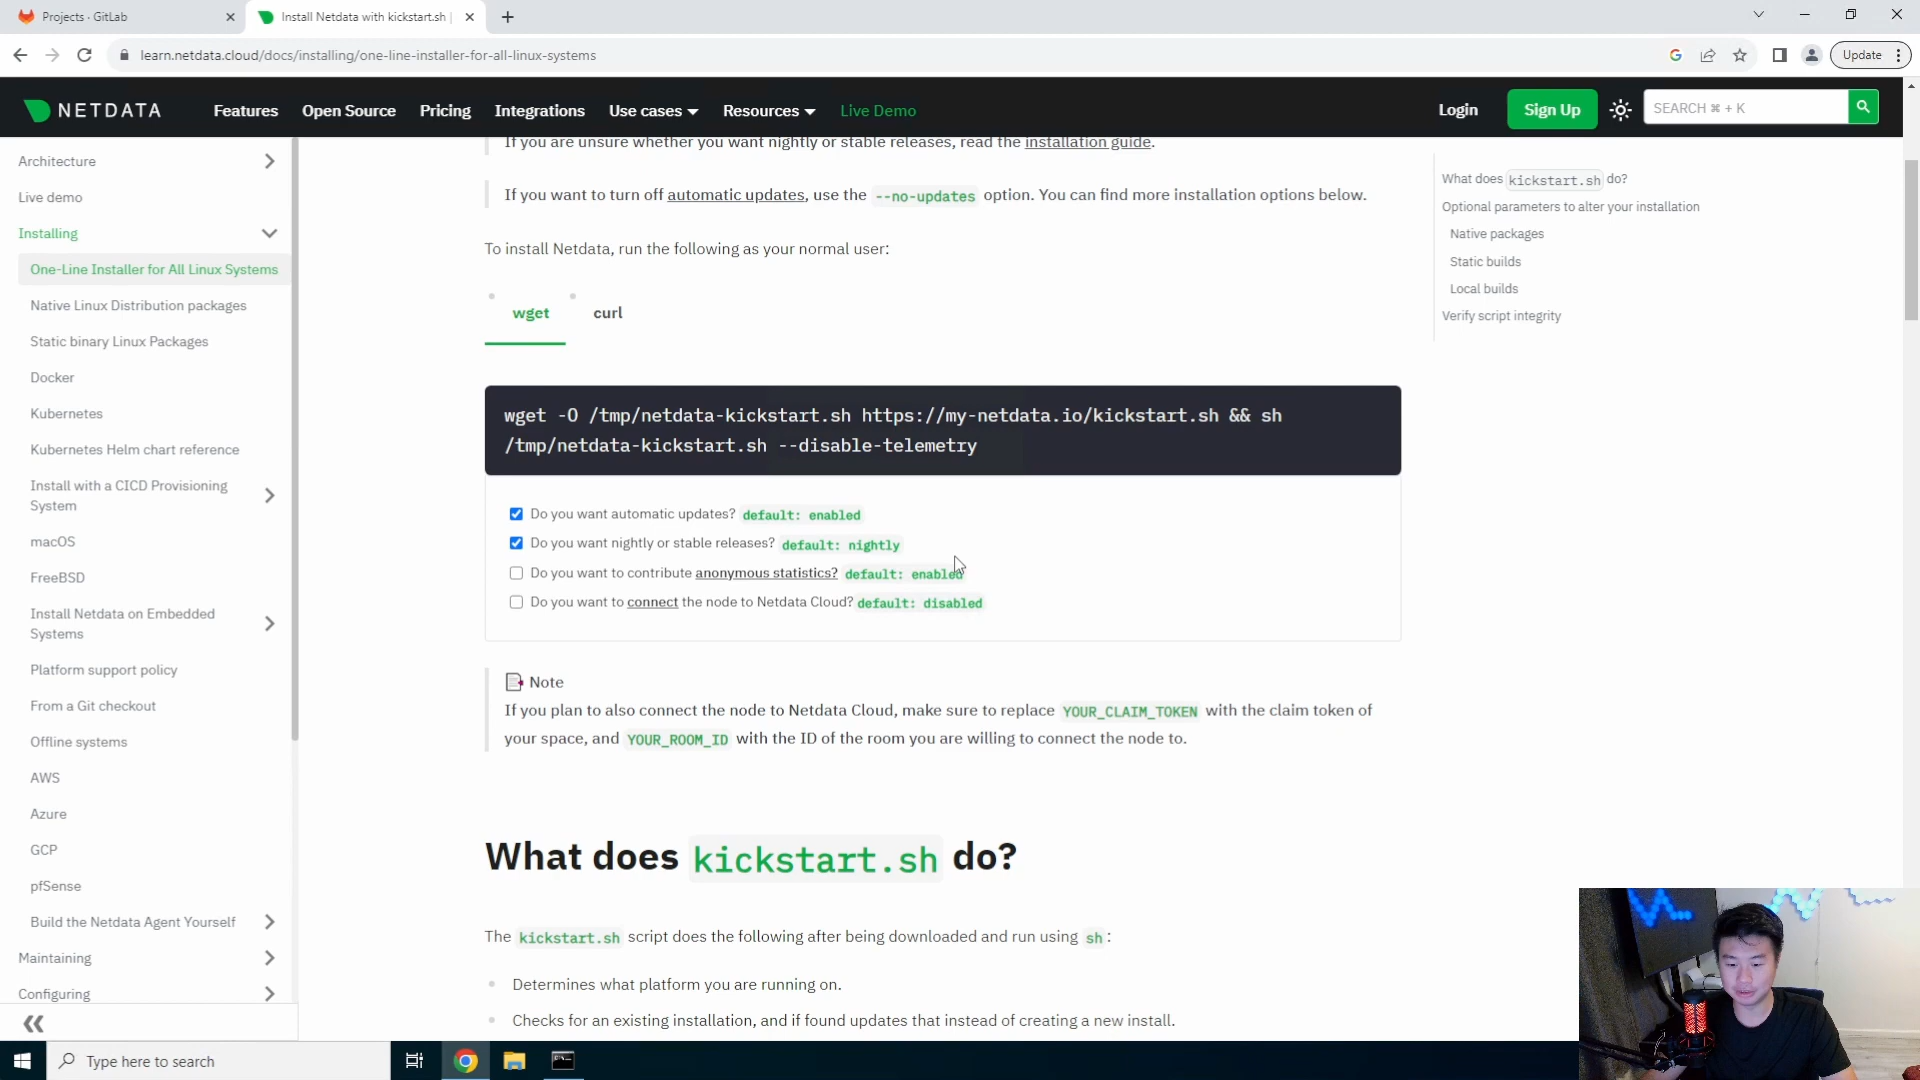 Projects · GitLab
Install Netdata with kickstart.sh |
learn.netdata.cloud/docs/installing/one-line-installer-for-all-linux-systems
Update
NETDATA
Features
Open Source
Pricing
Integrations
Use cases
Resources
Live Demo
Login
Sign Up
SEARCH ⌘ + K
Architecture
Live demo
Installing
One-Line Installer for All Linux Systems
Native Linux Distribution packages
Static binary Linux Packages
Docker
Kubernetes
Kubernetes Helm chart reference
Install with a CICD Provisioning
System
macOS
FreeBSD
Install Netdata on Embedded
Systems
Platform support policy
From a Git checkout
Offline systems
AWS
Azure
GCP
pfSense
Build the Netdata Agent Yourself
Maintaining
Configuring
If you are unsure whether you want nightly or stable releases, read the installation guide.
If you want to turn off automatic updates, use the --no-updates option. You can find more installation options below.
To install Netdata, run the following as your normal user:
wget
curl
wget -O /tmp/netdata-kickstart.sh https://my-netdata.io/kickstart.sh && sh
/tmp/netdata-kickstart.sh --disable-telemetry
Do you want automatic updates? default: enabled
Do you want nightly or stable releases? default: nightly
Do you want to contribute anonymous statistics? default: enabled
Do you want to connect the node to Netdata Cloud? default: disabled
Note
If you plan to also connect the node to Netdata Cloud, make sure to replace YOUR_CLAIM_TOKEN with the claim token of
your space, and YOUR_ROOM_ID with the ID of the room you are willing to connect the node to.
What does kickstart.sh do?
The kickstart.sh script does the following after being downloaded and run using sh :
Determines what platform you are running on.
Checks for an existing installation, and if found updates that instead of creating a new install.
What does kickstart.sh do?
Optional parameters to alter your installation
Native packages
Static builds
Local builds
Verify script integrity
Type here to search